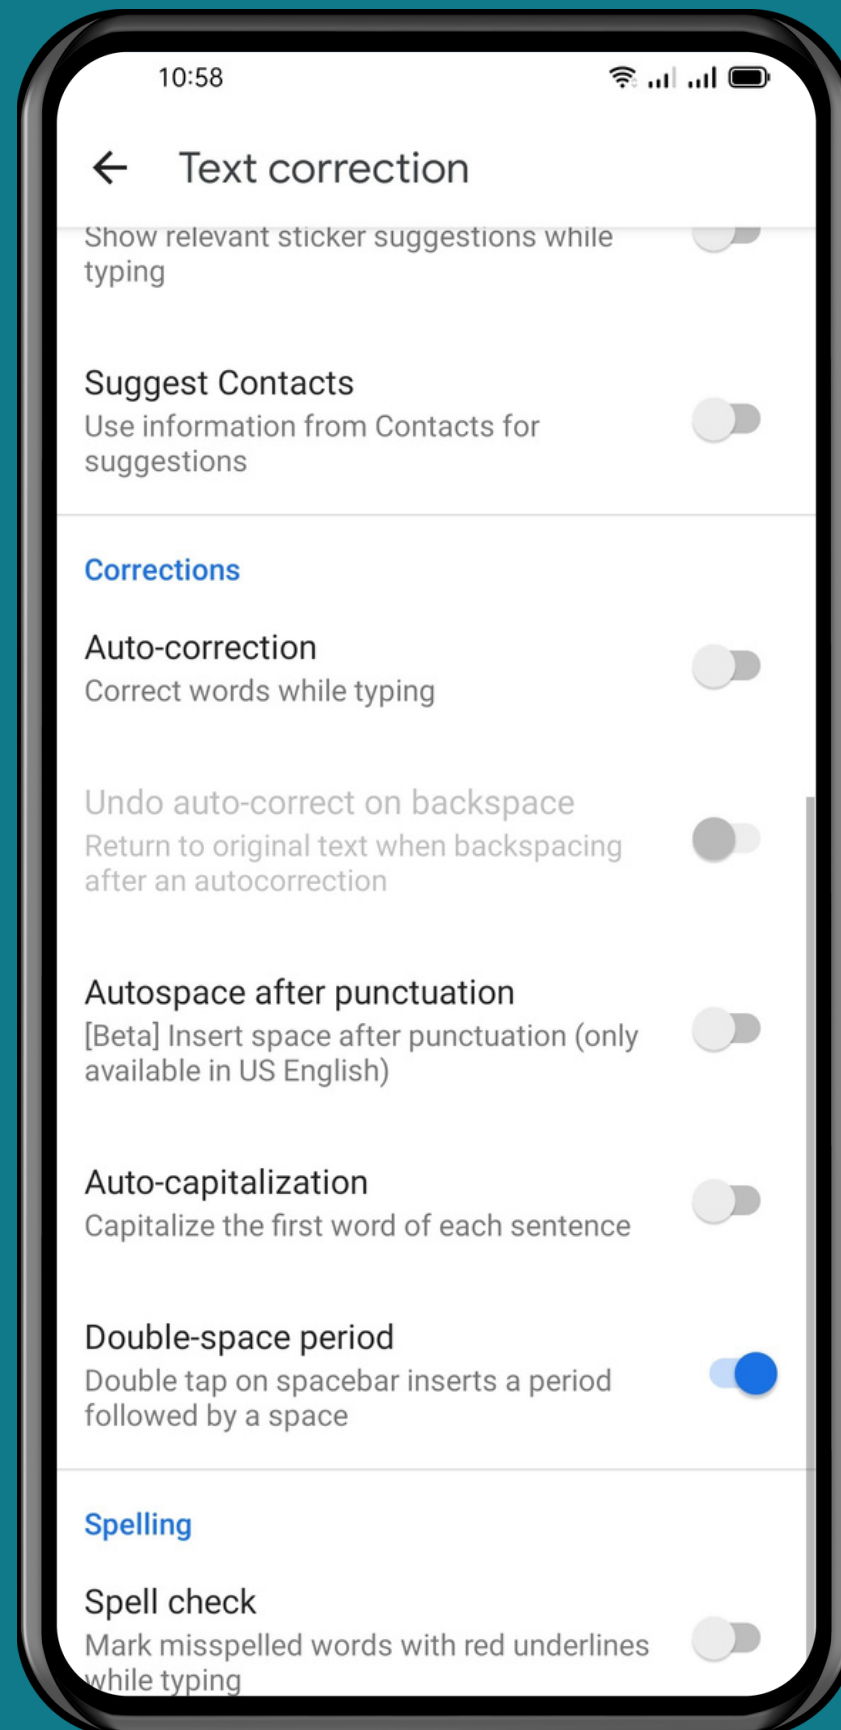 10:58
Text correction
Show relevant sticker suggestions while
typing
Suggest Contacts
Use information from Contacts for
suggestions
Corrections
Auto-correction
Correct words while typing
Undo auto-correct on backspace
Return to original text when backspacing
after an autocorrection
Autospace after punctuation
[Beta] Insert space after punctuation (only
available in US English)
Auto-capitalization
Capitalize the first word of each sentence
Double-space period
Double tap on spacebar inserts a period
followed by a space
Spelling
Spell check
Mark misspelled words with red underlines
while typing